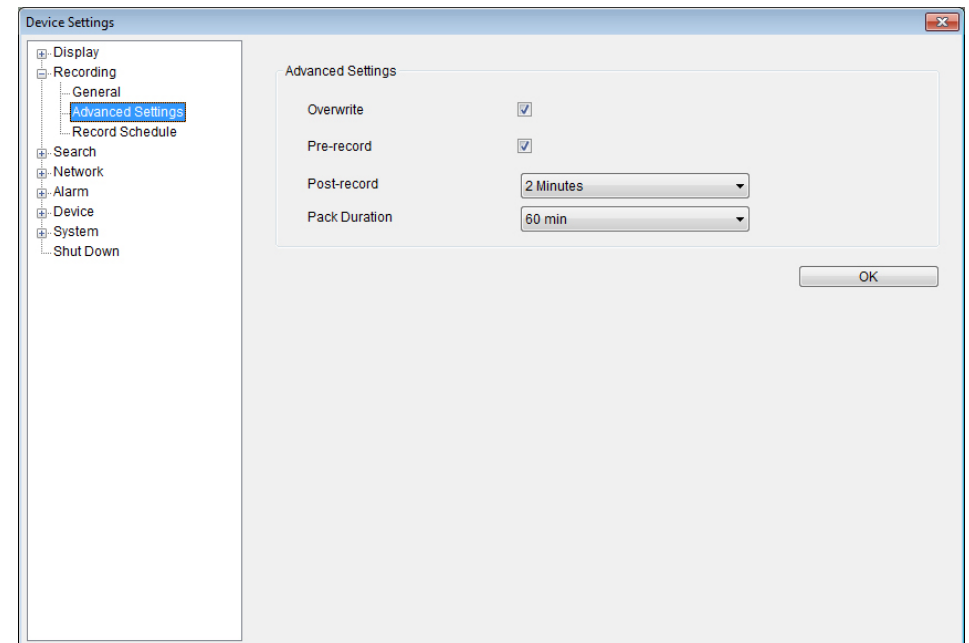 Device Settings
Display
Recording
General
Advanced Settings
Record Schedule
Search
Network
Alarm
Device
System
Shut Down
Advanced Settings
Overwrite
Pre-record
Post-record 2 Minutes
Pack Duration 60 min
OK